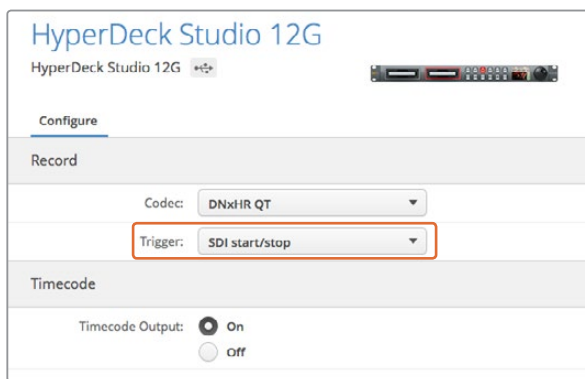 HyperDeck Studio 12G
HyperDeck Studio 12G
Configure
Record
Codec: DNxHR QT
Trigger: SDI start/stop
Timecode
Timecode Output: On
Off